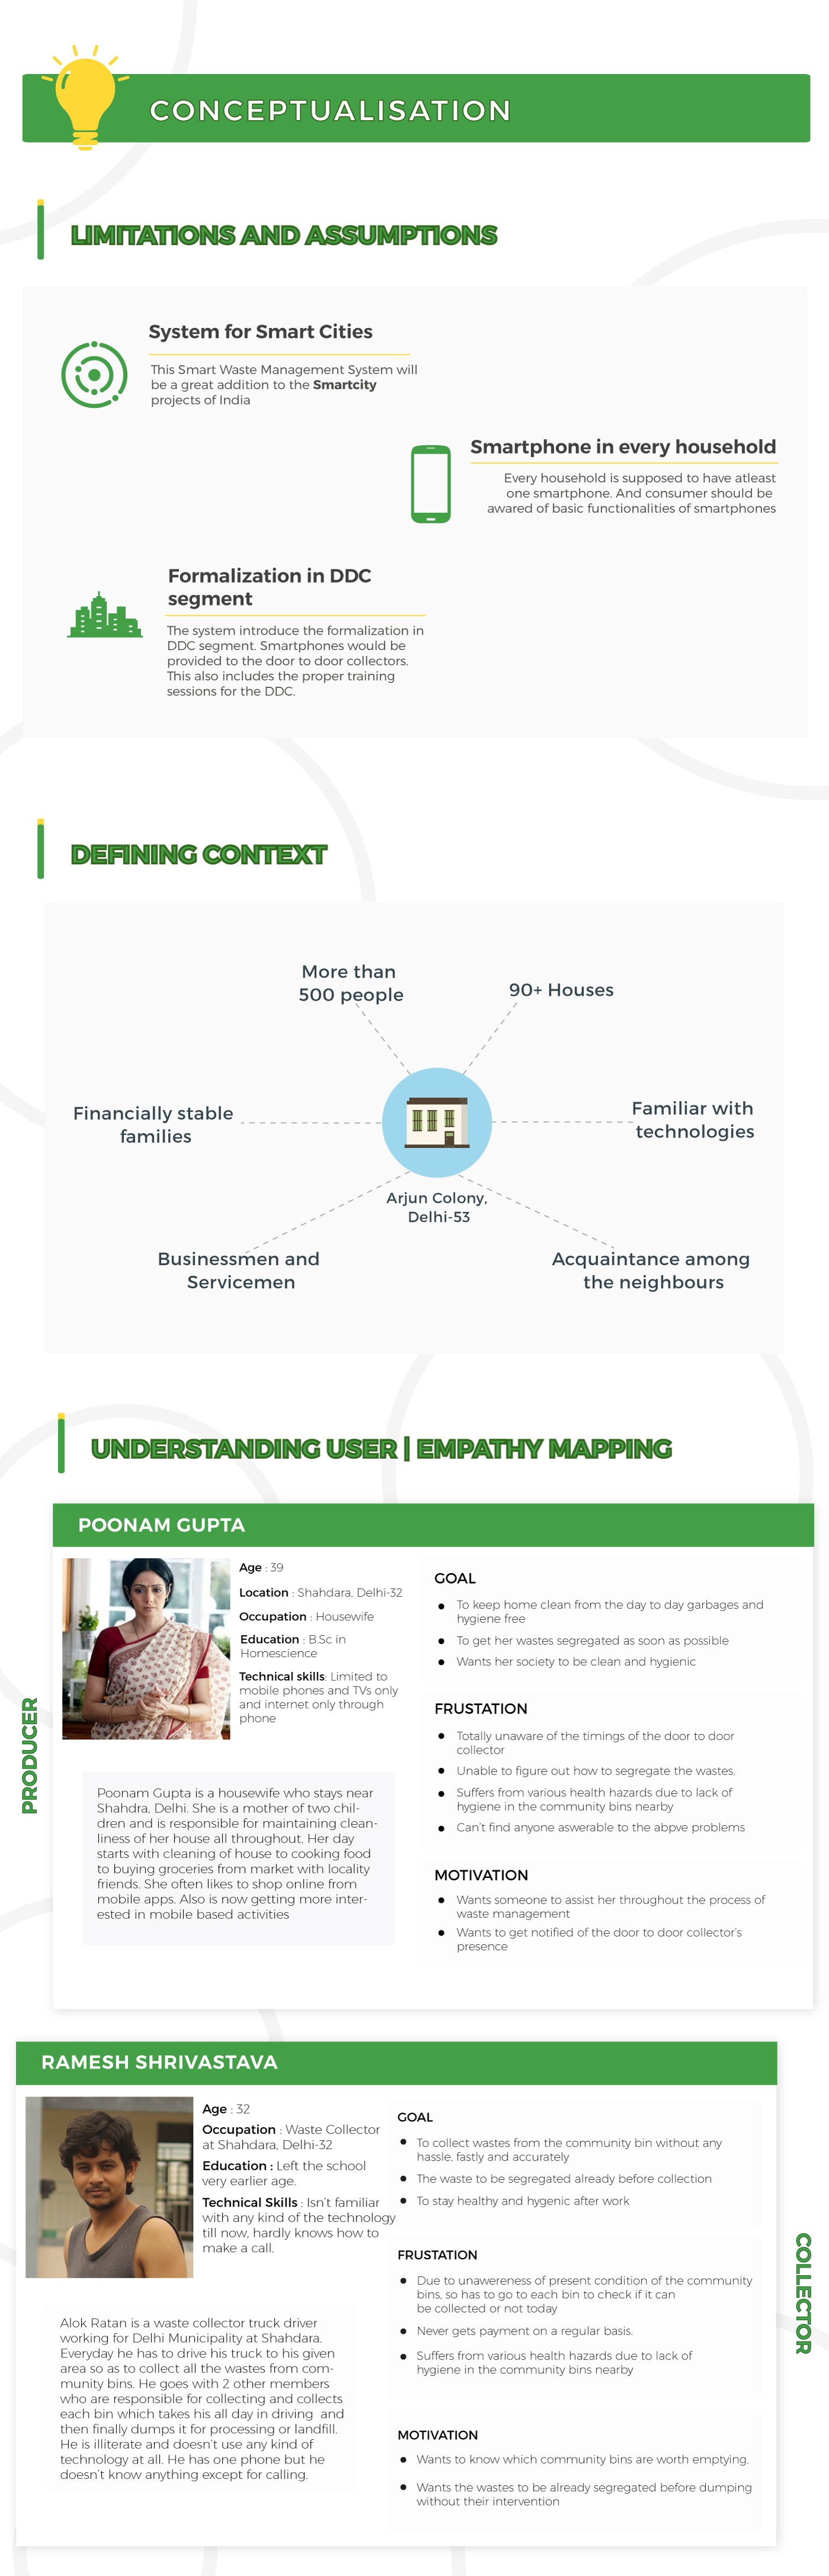 CONCEPTUALISATION
LIMITATIONS AND ASSUMPTIONS
System for Smart Cities
This Smart Waste Management System will
be a great addition to the Smartcity
projects of India
Smartphone in every household
Every household is supposed to have atleast
one smartphone. And consumer should be
awared of basic functionalities of smartphones
Formalization in DDC
segment
The system introduce the formalization in
DDC segment. Smartphones would be
provided to the door to door collectors.
This also includes the proper training
sessions for the DDC.
DEFINING CONTEXT
More than
500 people
90+ Houses
Financially stable
families
Familiar with
technologies
Arjun Colony,
Delhi-53
Businessmen and
Servicemen
Acquaintance among
the neighbours
UNDERSTANDING USER | EMPATHY MAPPING
PRODUCER
POONAM GUPTA
Age : 39
Location : Shahdara, Delhi-32
Occupation : Housewife
Education : B.Sc in
Homescience
Technical skills: Limited to
mobile phones and TVs only
and internet only through
phone
Poonam Gupta is a housewife who stays near
Shahdra, Delhi. She is a mother of two chil-
dren and is responsible for maintaining clean-
liness of her house all throughout. Her day
starts with cleaning of house to cooking food
to buying groceries from market with locality
friends. She often likes to shop online from
mobile apps. Also is now getting more inter-
ested in mobile based activities
GOAL
● To keep home clean from the day to day garbages and
hygiene free
● To get her wastes segregated as soon as possible
● Wants her society to be clean and hygienic
FRUSTATION
● Totally unaware of the timings of the door to door
collector
● Unable to figure out how to segregate the wastes.
● Suffers from various health hazards due to lack of
hygiene in the community bins nearby
● Can't find anyone aswerable to the abpve problems
MOTIVATION
● Wants someone to assist her throughout the process of
waste management
● Wants to get notified of the door to door collector's
presence
RAMESH SHRIVASTAVA
Age : 32
Occupation : Waste Collector
at Shahdara, Delhi-32
Education : Left the school
very earlier age.
Technical Skills : Isn't familiar
with any kind of the technology
till now, hardly knows how to
make a call.
Alok Ratan is a waste collector truck driver
working for Delhi Municipality at Shahdara.
Everyday he has to drive his truck to his given
area so as to collect all the wastes from com-
munity bins. He goes with 2 other members
who are responsible for collecting and collects
each bin which takes his all day in driving and
then finally dumps it for processing or landfill.
He is illiterate and doesn't use any kind of
technology at all. He has one phone but he
doesn't know anything except for calling.
GOAL
● To collect wastes from the community bin without any
hassle, fastly and accurately
● The waste to be segregated already before collection
● To stay healthy and hygenic after work
FRUSTATION
● Due to unawereness of present condition of the community
bins, so has to go to each bin to check if it can
be collected or not today
● Never gets payment on a regular basis.
● Suffers from various health hazards due to lack of
hygiene in the community bins nearby
MOTIVATION
● Wants to know which community bins are worth emptying.
● Wants the wastes to be already segregated before dumping
without their intervention
COLLECTOR